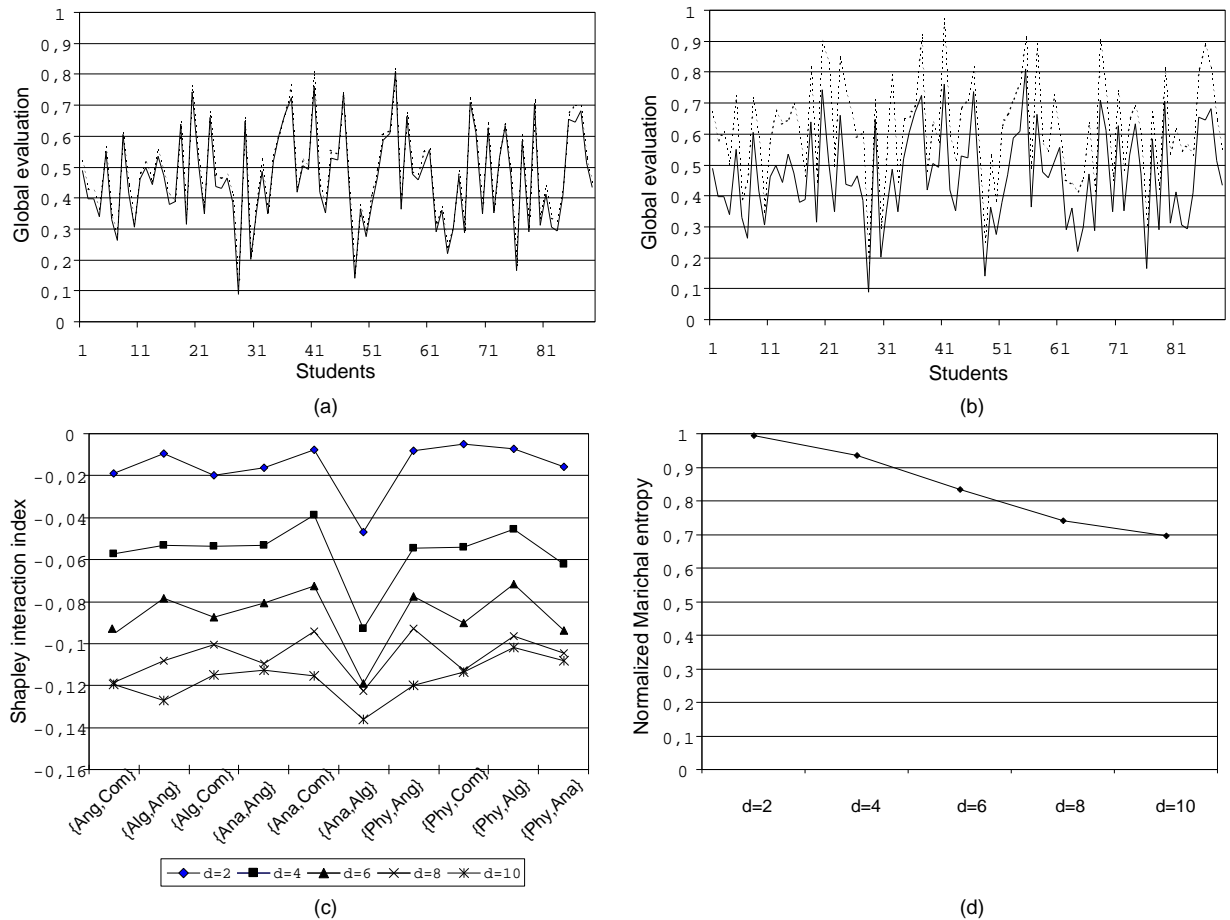 1
0,9
0,8
0,7
0,6
0,5
0,4
0,3
0,2
0,1
0
Global evaluation
1 11 21 31 41 51 61 71 81
Students
(a)
1
0,9
0,8
0,7
0,6
0,5
0,4
0,3
0,2
0,1
0
Global evaluation
1 11 21 31 41 51 61 71 81
Students
(b)
0
-0,02
-0,04
-0,06
-0,08
-0,1
-0,12
-0,14
-0,16
Shapley interaction index
{Ang,Com} {Alg,Ang} {Alg,Com} {Ana,Ang} {Ana,Com} {Ana,Alg} {Phy,Ang} {Phy,Com} {Phy,Alg} {Phy,Ana}
d=2 d=4 d=6 d=8 d=10
(c)
1
0,9
0,8
0,7
0,6
0,5
0,4
0,3
0,2
0,1
0
Normalized Marichal entropy
d=2 d=4 d=6 d=8 d=10
(d)